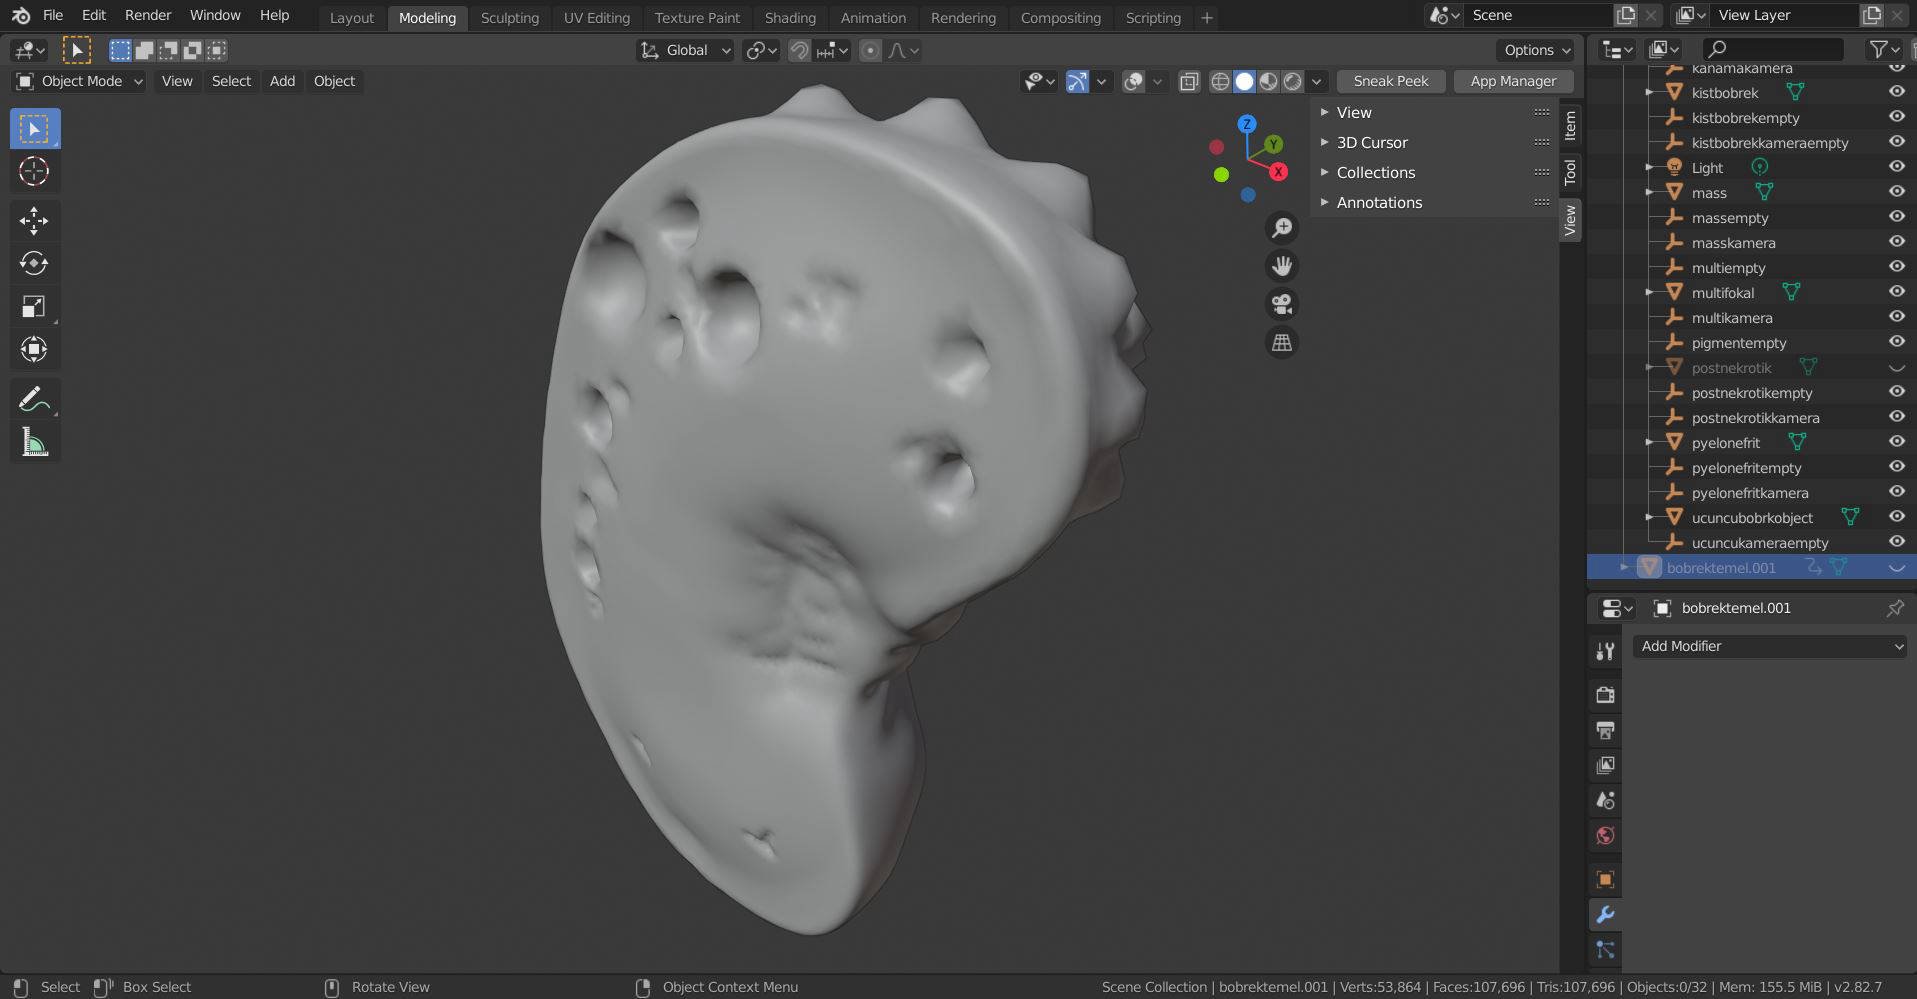 File Edit Render Window Help Layout Modeling Sculpting UV Editing Texture Paint Shading Animation Rendering Compositing Scripting + Scene View Layer
Global Options
Object Mode View Select Add Object Sneak Peek App Manager
View
3D Cursor
Collections
Annotations
Item
Tool
View
Z
Y
X
kanamakamera
kistbobrek
kistbobrekempty
kistbobrekkameraempty
Light
mass
massempty
masskamera
multiempty
multifokal
multikamera
pigmentempty
postnekrotik
postnekrotikempty
postnekrotikkamera
pyelonefrit
pyelonefritempty
pyelonefritkamera
ucuncubobrkobject
ucuncukameraempty
bobrektemel.001
bobrektemel.001
Add Modifier
Select Box Select Rotate View Object Context Menu Scene Collection | bobrektemel.001 | Verts:53,864 | Faces:107,696 | Tris:107,696 | Objects:0/32 | Mem: 155.5 MiB | v2.82.7